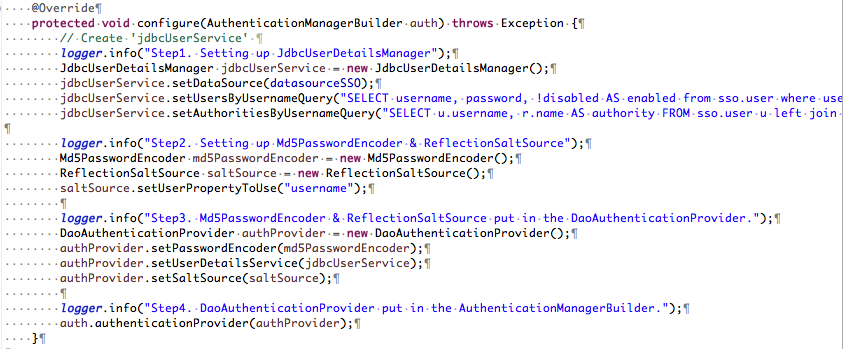 @Override¶
protected void configure(AuthenticationManagerBuilder auth) throws Exception {¶
// Create 'jdbcUserService' ¶
logger.info("Step1. Setting up JdbcUserDetailsManager");¶
JdbcUserDetailsManager jdbcUserService = new JdbcUserDetailsManager();¶
jdbcUserService.setDataSource(datasourceSSO);¶
jdbcUserService.setUsersByUsernameQuery("SELECT username, password, !disabled AS enabled from sso.user where use
jdbcUserService.setAuthoritiesByUsernameQuery("SELECT u.username, r.name AS authority FROM sso.user u left join
¶
logger.info("Step2. Setting up Md5PasswordEncoder & ReflectionSaltSource");¶
Md5PasswordEncoder md5PasswordEncoder = new Md5PasswordEncoder();¶
ReflectionSaltSource saltSource = new ReflectionSaltSource();¶
saltSource.setUserPropertyToUse("username");¶
¶
logger.info("Step3. Md5PasswordEncoder & ReflectionSaltSource put in the DaoAuthenticationProvider.");¶
DaoAuthenticationProvider authProvider = new DaoAuthenticationProvider();¶
authProvider.setPasswordEncoder(md5PasswordEncoder);¶
authProvider.setUserDetailsService(jdbcUserService);¶
authProvider.setSaltSource(saltSource);¶
¶
logger.info("Step4. DaoAuthenticationProvider put in the AuthenticationManagerBuilder.");¶
auth.authenticationProvider(authProvider);¶
}¶